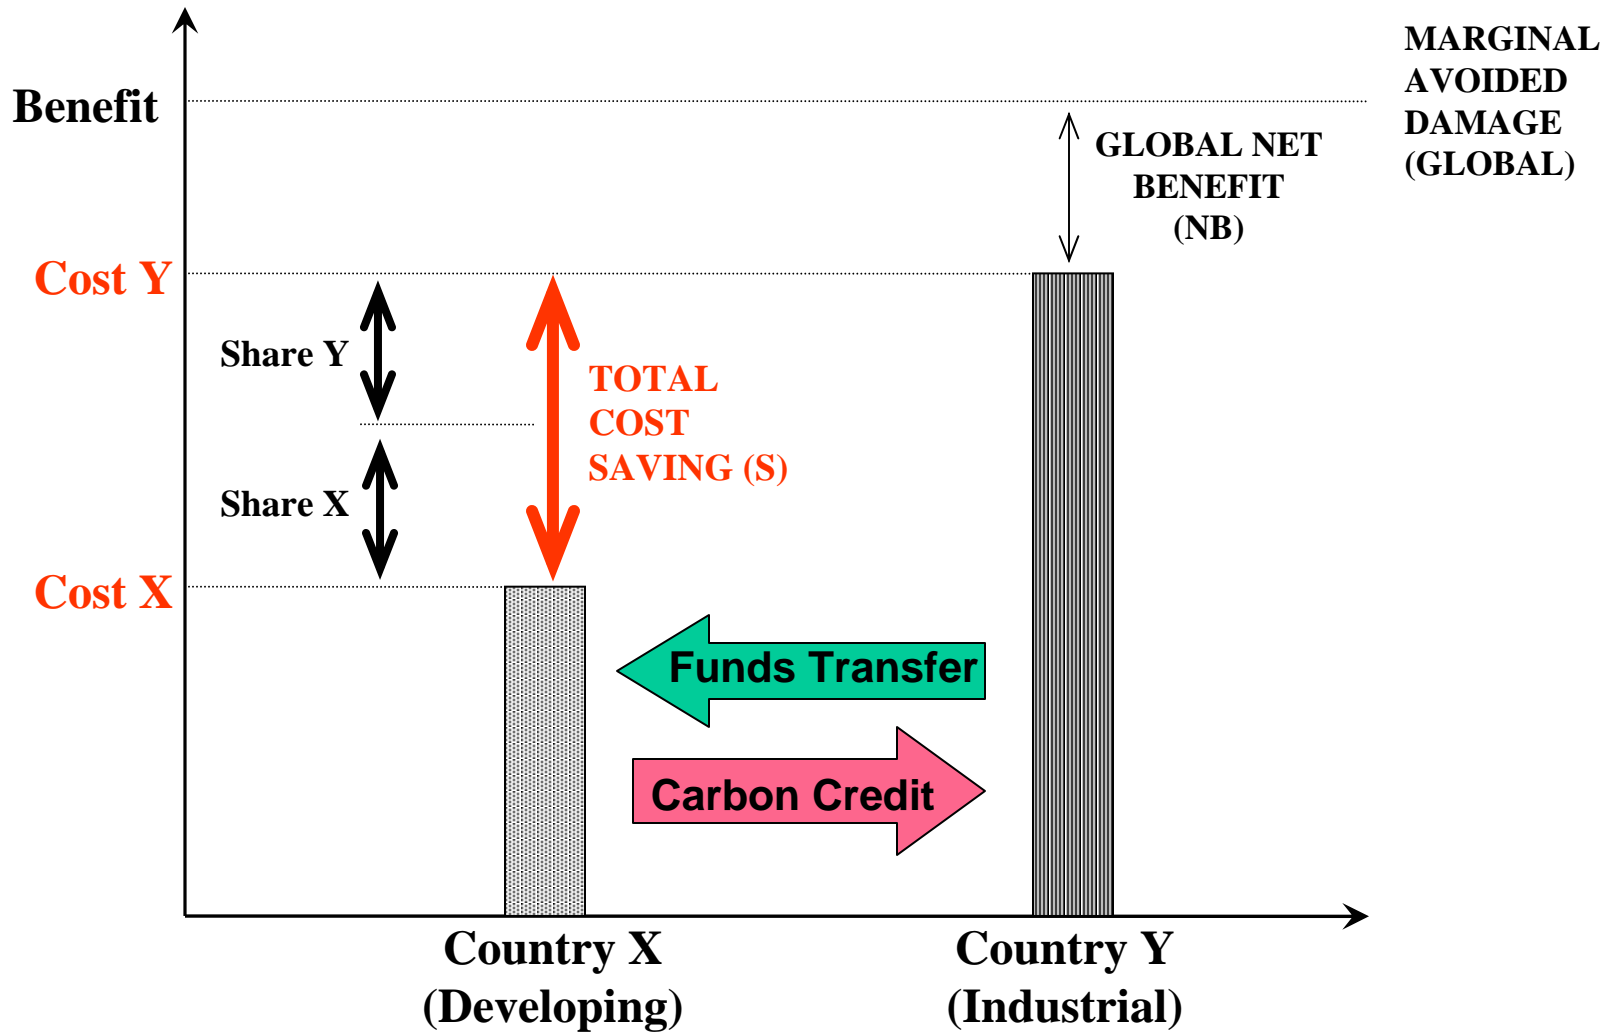 MARGINAL
AVOIDED
DAMAGE
(GLOBAL)
Benefit
GLOBAL NET
BENEFIT
(NB)
Cost Y
Share Y
TOTAL
COST
SAVING (S)
Share X
Cost X
Funds Transfer
Carbon Credit
Country X
(Developing)
Country Y
(Industrial)